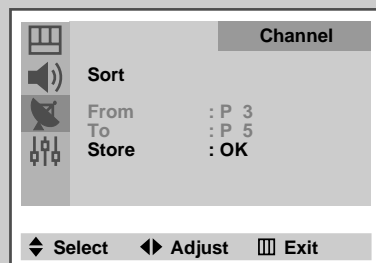 Channel
Sort
From : P 3
To : P 5
Store : OK
Select Adjust Exit